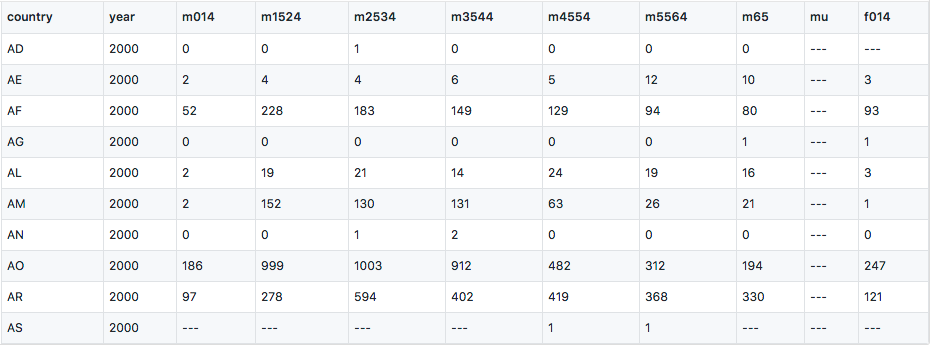 country year m014 m1524 m2534 m3544 m4554 m5564 m65 mu f014
AD 2000 0 0 1 0 0 0 0 --- ---
AE 2000 2 4 4 6 5 12 10 --- 3
AF 2000 52 228 183 149 129 94 80 --- 93
AG 2000 0 0 0 0 0 0 1 --- 1
AL 2000 2 19 21 14 24 19 16 --- 3
AM 2000 2 152 130 131 63 26 21 --- 1
AN 2000 0 0 1 2 0 0 0 --- 0
AO 2000 186 999 1003 912 482 312 194 --- 247
AR 2000 97 278 594 402 419 368 330 --- 121
AS 2000 --- --- --- --- 1 1 --- --- ---